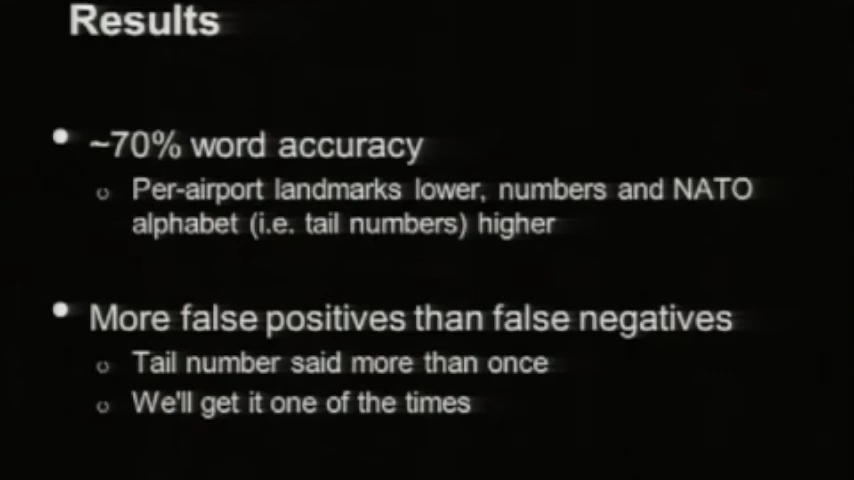 Results
~70% word accuracy
Per-airport landmarks lower, numbers and NATO
alphabet (i.e. tail numbers) higher
More false positives than false negatives
Tail number said more than once
We'll get it one of the times